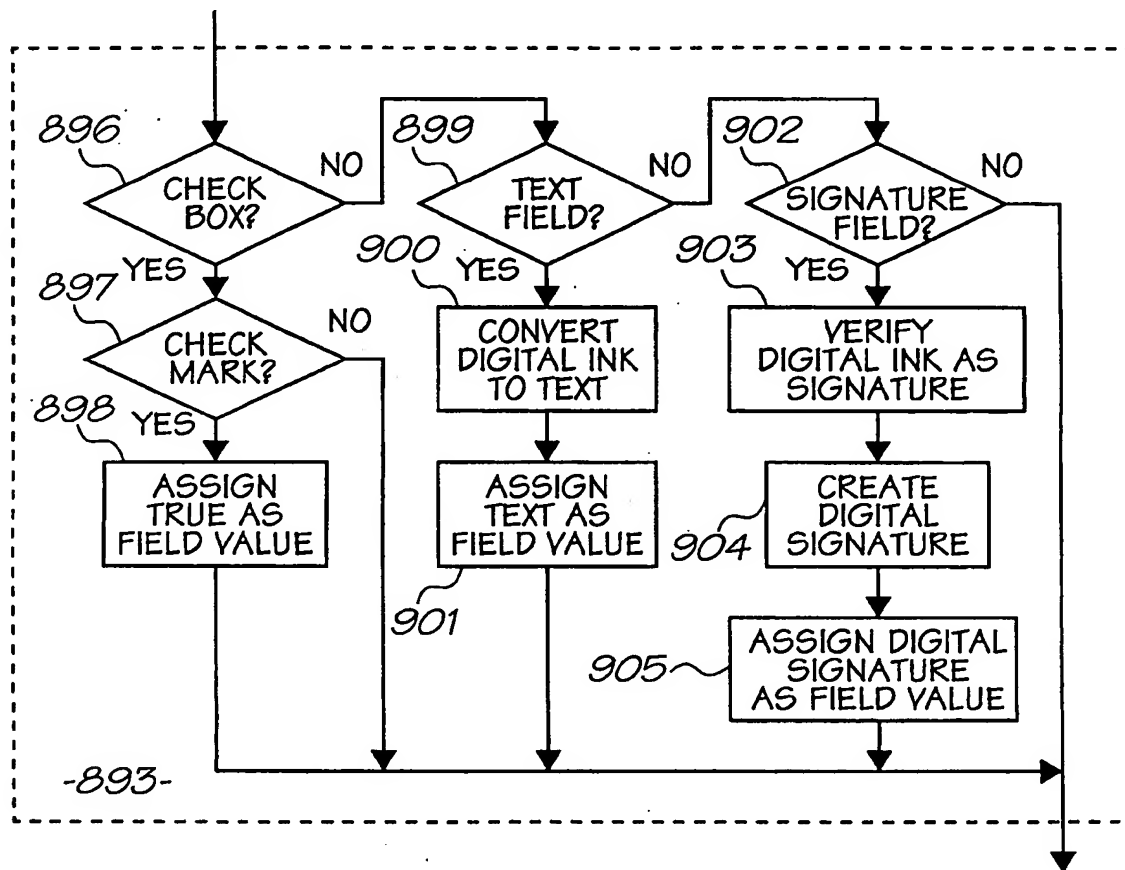 896
CHECK
BOX?
NO
YES
897
CHECK
MARK?
NO
YES
898
ASSIGN
TRUE AS
FIELD VALUE
899
TEXT
FIELD?
NO
YES
900
CONVERT
DIGITAL INK
TO TEXT
ASSIGN
TEXT AS
FIELD VALUE
901
902
SIGNATURE
FIELD?
NO
YES
903
VERIFY
DIGITAL INK AS
SIGNATURE
CREATE
DIGITAL
SIGNATURE
904
ASSIGN DIGITAL
SIGNATURE
AS FIELD VALUE
905
-893-